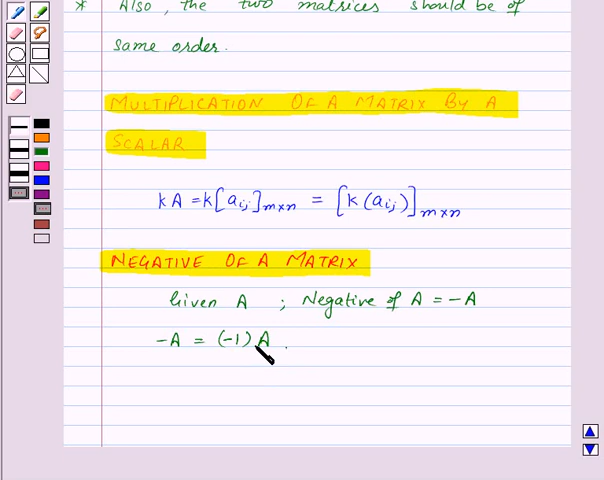 * Also, the two matrices should be of
same order.
MULTIPLICATION OF A MATRIX BY A
SCALAR
kA = k[aij]m×n = [k(aij)]m×n
NEGATIVE OF A MATRIX
Given A ; Negative of A = -A
-A = (-1) A .